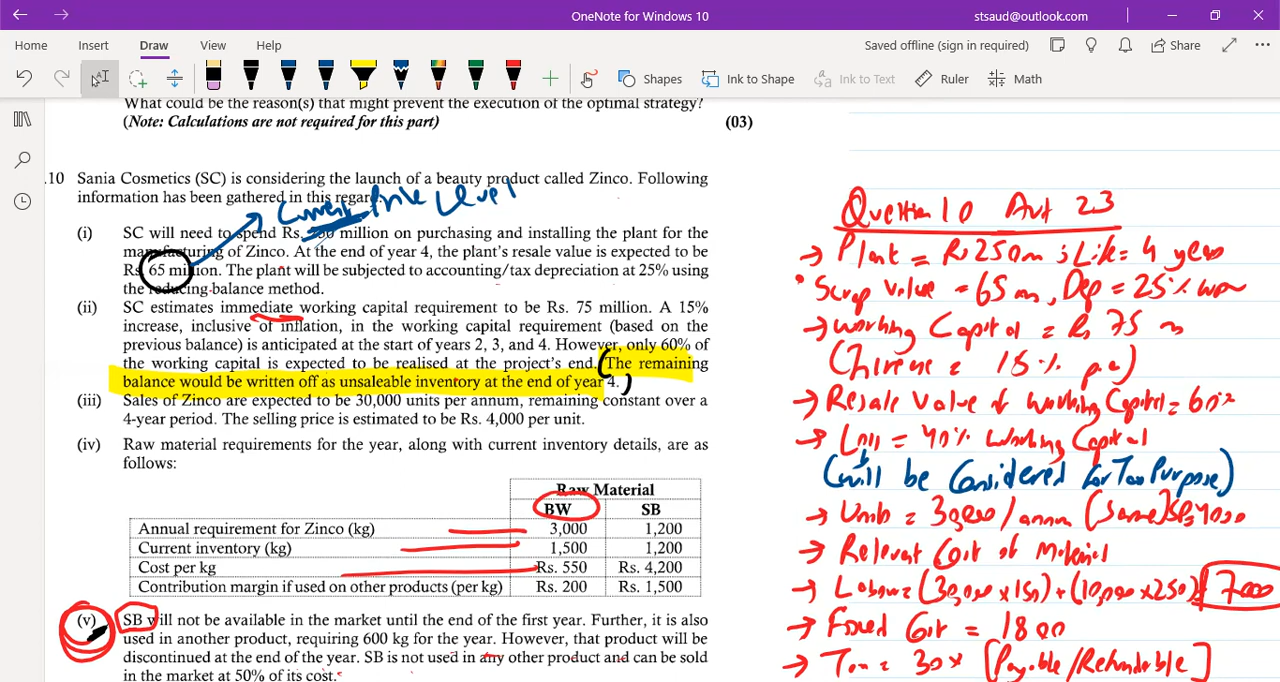 OneNote for Windows 10
stsaud@outlook.com
Home Insert Draw View Help
Saved offline (sign in required)
Share
Shapes
Ink to Shape
Ink to Text
Ruler
Math
What could be the reason(s) that might prevent the execution of the optimal strategy?
(Note: Calculations are not required for this part) (03)
.10 Sania Cosmetics (SC) is considering the launch of a beauty product called Zinco. Following
information has been gathered in this regard.
Current Price Level
(i) SC will need to spend Rs. million on purchasing and installing the plant for the
manufacturing of Zinco. At the end of year 4, the plant's resale value is expected to be
Rs 65 million. The plant will be subjected to accounting/tax depreciation at 25% using
the reducing balance method.
(ii) SC estimates immediate working capital requirement to be Rs. 75 million. A 15%
increase, inclusive of inflation, in the working capital requirement (based on the
previous balance) is anticipated at the start of years 2, 3, and 4. However, only 60% of
the working capital is expected to be realised at the project's end. (The remaining
balance would be written off as unsaleable inventory at the end of year 4.)
(iii) Sales of Zinco are expected to be 30,000 units per annum, remaining constant over a
4-year period. The selling price is estimated to be Rs. 4,000 per unit.
(iv) Raw material requirements for the year, along with current inventory details, are as
follows:
Raw Material
BW SB
Annual requirement for Zinco (kg) 3,000 1,200
Current inventory (kg) 1,500 1,200
Cost per kg Rs. 550 Rs. 4,200
Contribution margin if used on other products (per kg) Rs. 200 Rs. 1,500
(v) SB will not be available in the market until the end of the first year. Further, it is also
used in another product, requiring 600 kg for the year. However, that product will be
discontinued at the end of the year. SB is not used in any other product and can be sold
in the market at 50% of its cost.
Question 10 Aut 23
→ Plant = Rs 250m ; Life = 4 years
• Scrap value = 65 m, Dep = 25%
→ Working Capital = Rs 75 m
(Increase = 15% p.a)
→ Resale Value of Working Capital = 60%
→ Loss = 40% Working Capital
(will be Considered for Tax Purpose)
→ Units = 30,000/annum (Same) SP= 4000
→ Relevant Cost of Material
→ Labour = (30,000 x 150) + (10,000 x 250) 7000
→ Fixed Cost = 1800
→ Tax = 30% [Payable/Refundable]